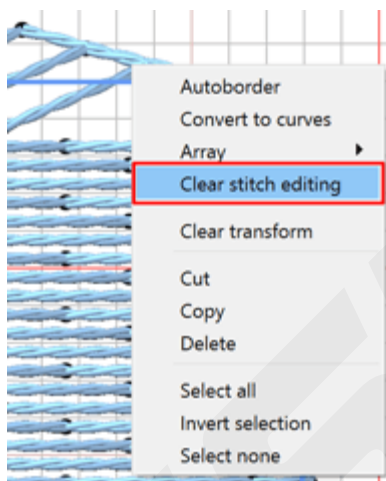 Autoborder
Convert to curves
Array
Clear stitch editing
Clear transform
Cut
Copy
Delete
Select all
Invert selection
Select none